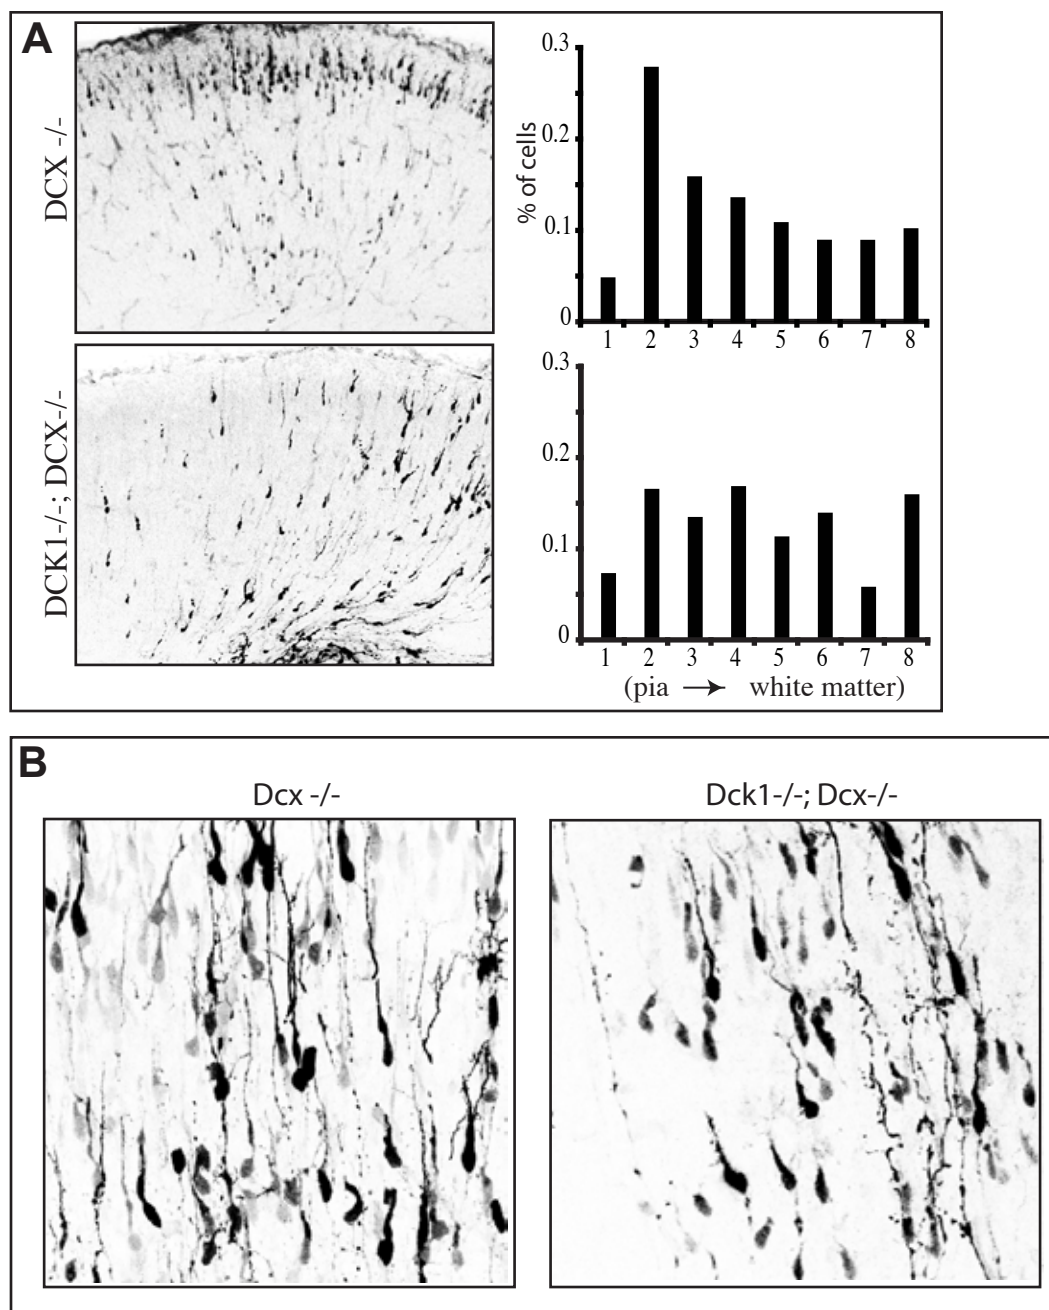 A
DCX -/-
% of cells
0.3
0.2
0.1
0
1 2 3 4 5 6 7 8
DCK1-/-; DCX-/-
0.3
0.2
0.1
0
1 2 3 4 5 6 7 8
(pia → white matter)
B
Dcx -/-
Dck1-/-; Dcx-/-